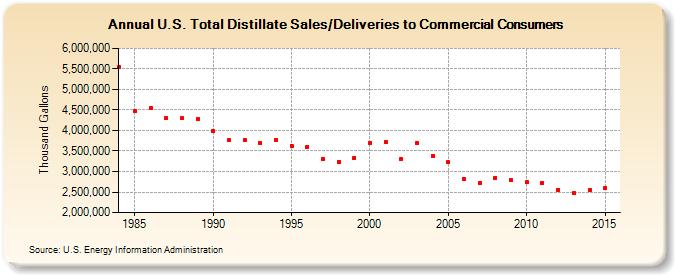 Annual U.S. Total Distillate Sales/Deliveries to Commercial Consumers
Thousand Gallons
6,000,000
5,500,000
5,000,000
4,500,000
4,000,000
3,500,000
3,000,000
2,500,000
2,000,000
1985 1990 1995 2000 2005 2010 2015
Source: U.S. Energy Information Administration